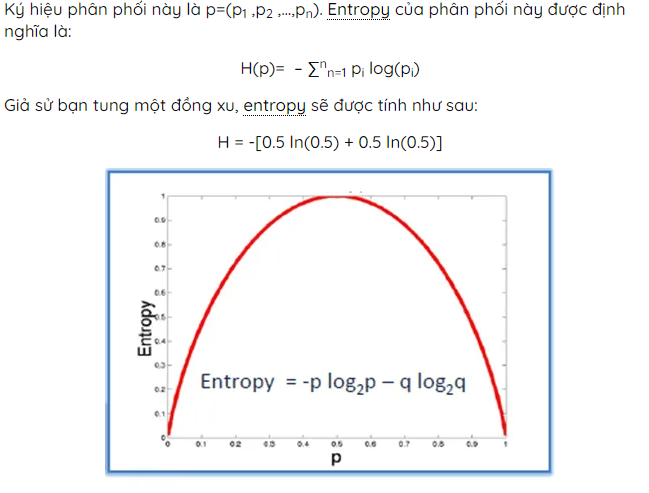 Ký hiệu phân phối này là p=(p₁ ,p₂ ,...,pₙ). Entropy của phân phối này được định
nghĩa là:
H(p)= - ∑ⁿₙ₌₁ pᵢ log(pᵢ)
Giả sử bạn tung một đồng xu, entropy sẽ được tính như sau:
H = -[0.5 ln(0.5) + 0.5 ln(0.5)]
1
0.9
0.8
0.7
0.6
0.5
0.4
0.3
0.2
0.1
0
Entropy
Entropy = -p log₂p – q log₂q
0 0.1 0.2 0.3 0.4 0.5 0.6 0.7 0.8 0.9 1
p